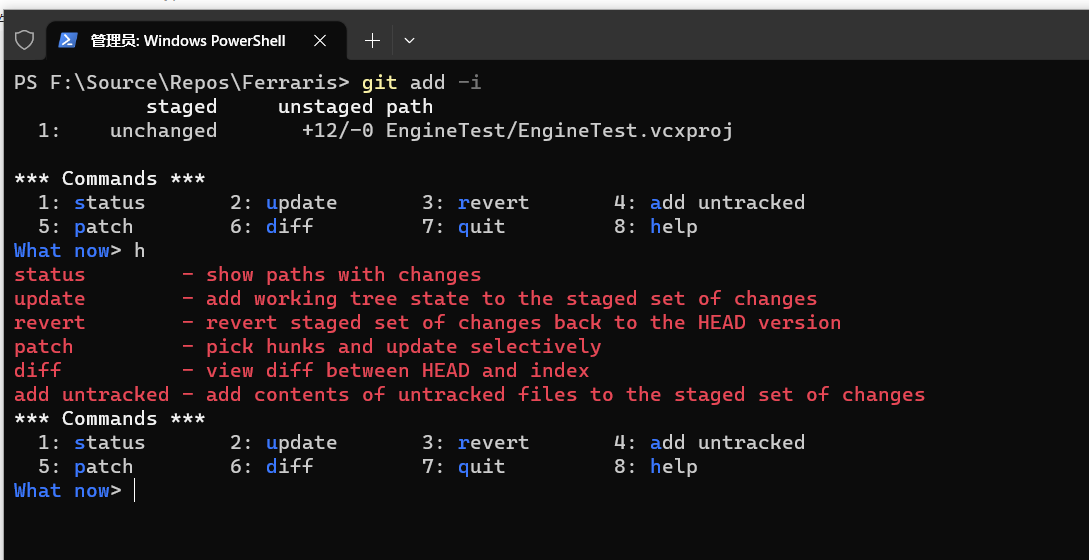 管理员: Windows PowerShell
PS F:\Source\Repos\Ferraris> git add -i
staged unstaged path
1: unchanged +12/-0 EngineTest/EngineTest.vcxproj
*** Commands ***
1: status 2: update 3: revert 4: add untracked
5: patch 6: diff 7: quit 8: help
What now> h
status - show paths with changes
update - add working tree state to the staged set of changes
revert - revert staged set of changes back to the HEAD version
patch - pick hunks and update selectively
diff - view diff between HEAD and index
add untracked - add contents of untracked files to the staged set of changes
*** Commands ***
1: status 2: update 3: revert 4: add untracked
5: patch 6: diff 7: quit 8: help
What now>